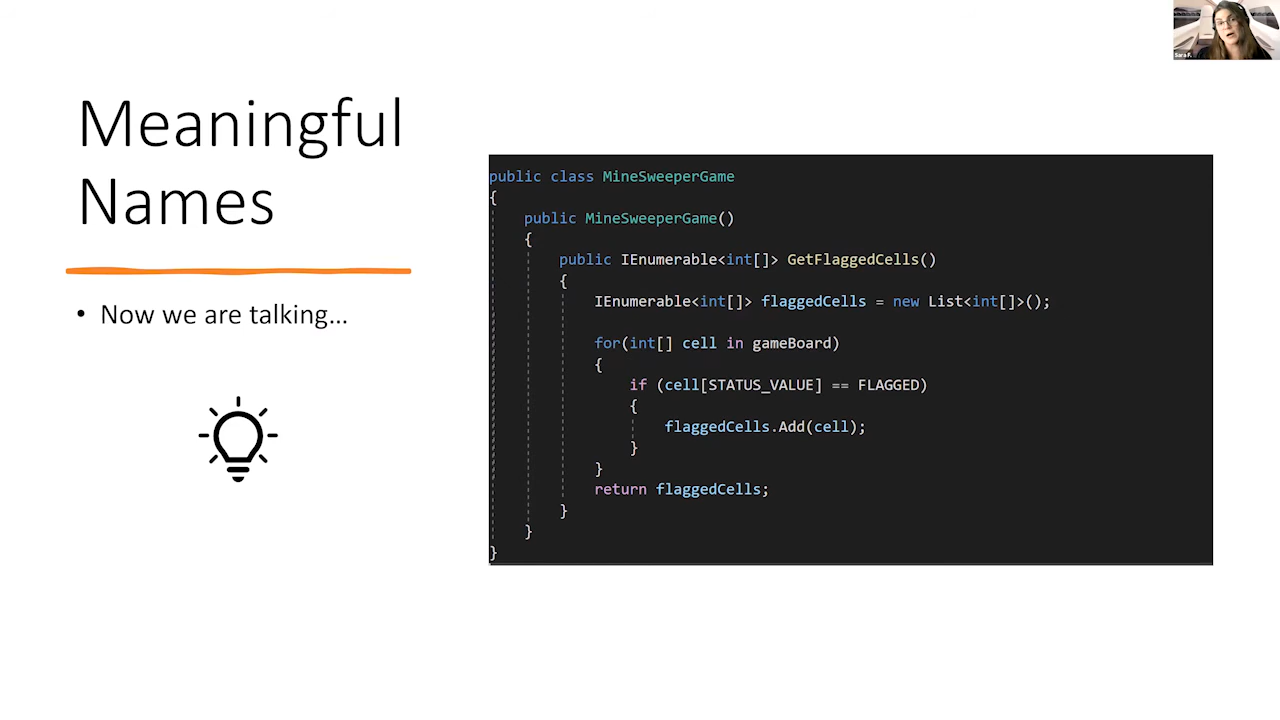 Meaningful
Names
• Now we are talking...
public class MineSweeperGame
{
public MineSweeperGame()
{
public IEnumerable<int[]> GetFlaggedCells()
{
IEnumerable<int[]> flaggedCells = new List<int[]>();
for(int[] cell in gameBoard)
{
if (cell[STATUS_VALUE] == FLAGGED)
{
flaggedCells.Add(cell);
}
}
return flaggedCells;
}
}
}
Sara F.